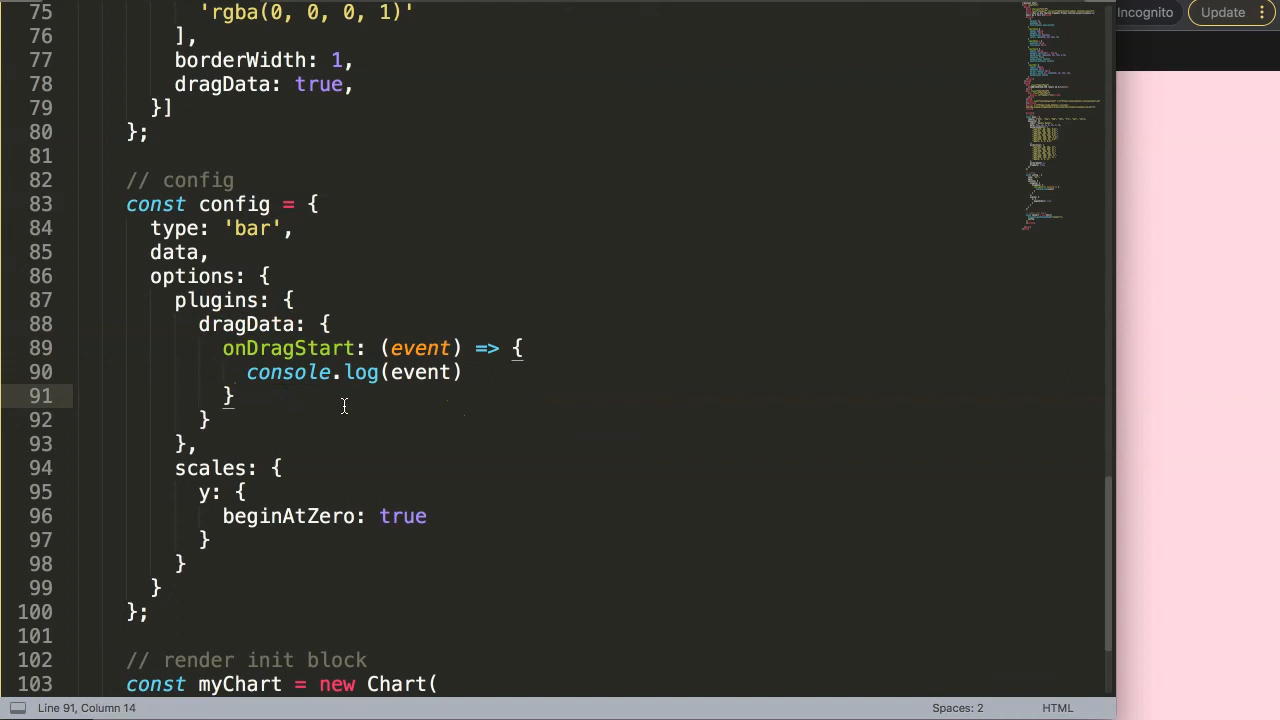 Incognito Update
75 'rgba(0, 0, 0, 1)'
76 ],
77 borderWidth: 1,
78 dragData: true,
79 }]
80 };
81
82 // config
83 const config = {
84 type: 'bar',
85 data,
86 options: {
87 plugins: {
88 dragData: {
89 onDragStart: (event) => {
90 console.log(event)
91 }
92 }
93 },
94 scales: {
95 y: {
96 beginAtZero: true
97 }
98 }
99 }
100 };
101
102 // render init block
103 const myChart = new Chart(
Line 91, Column 14 Spaces: 2 HTML